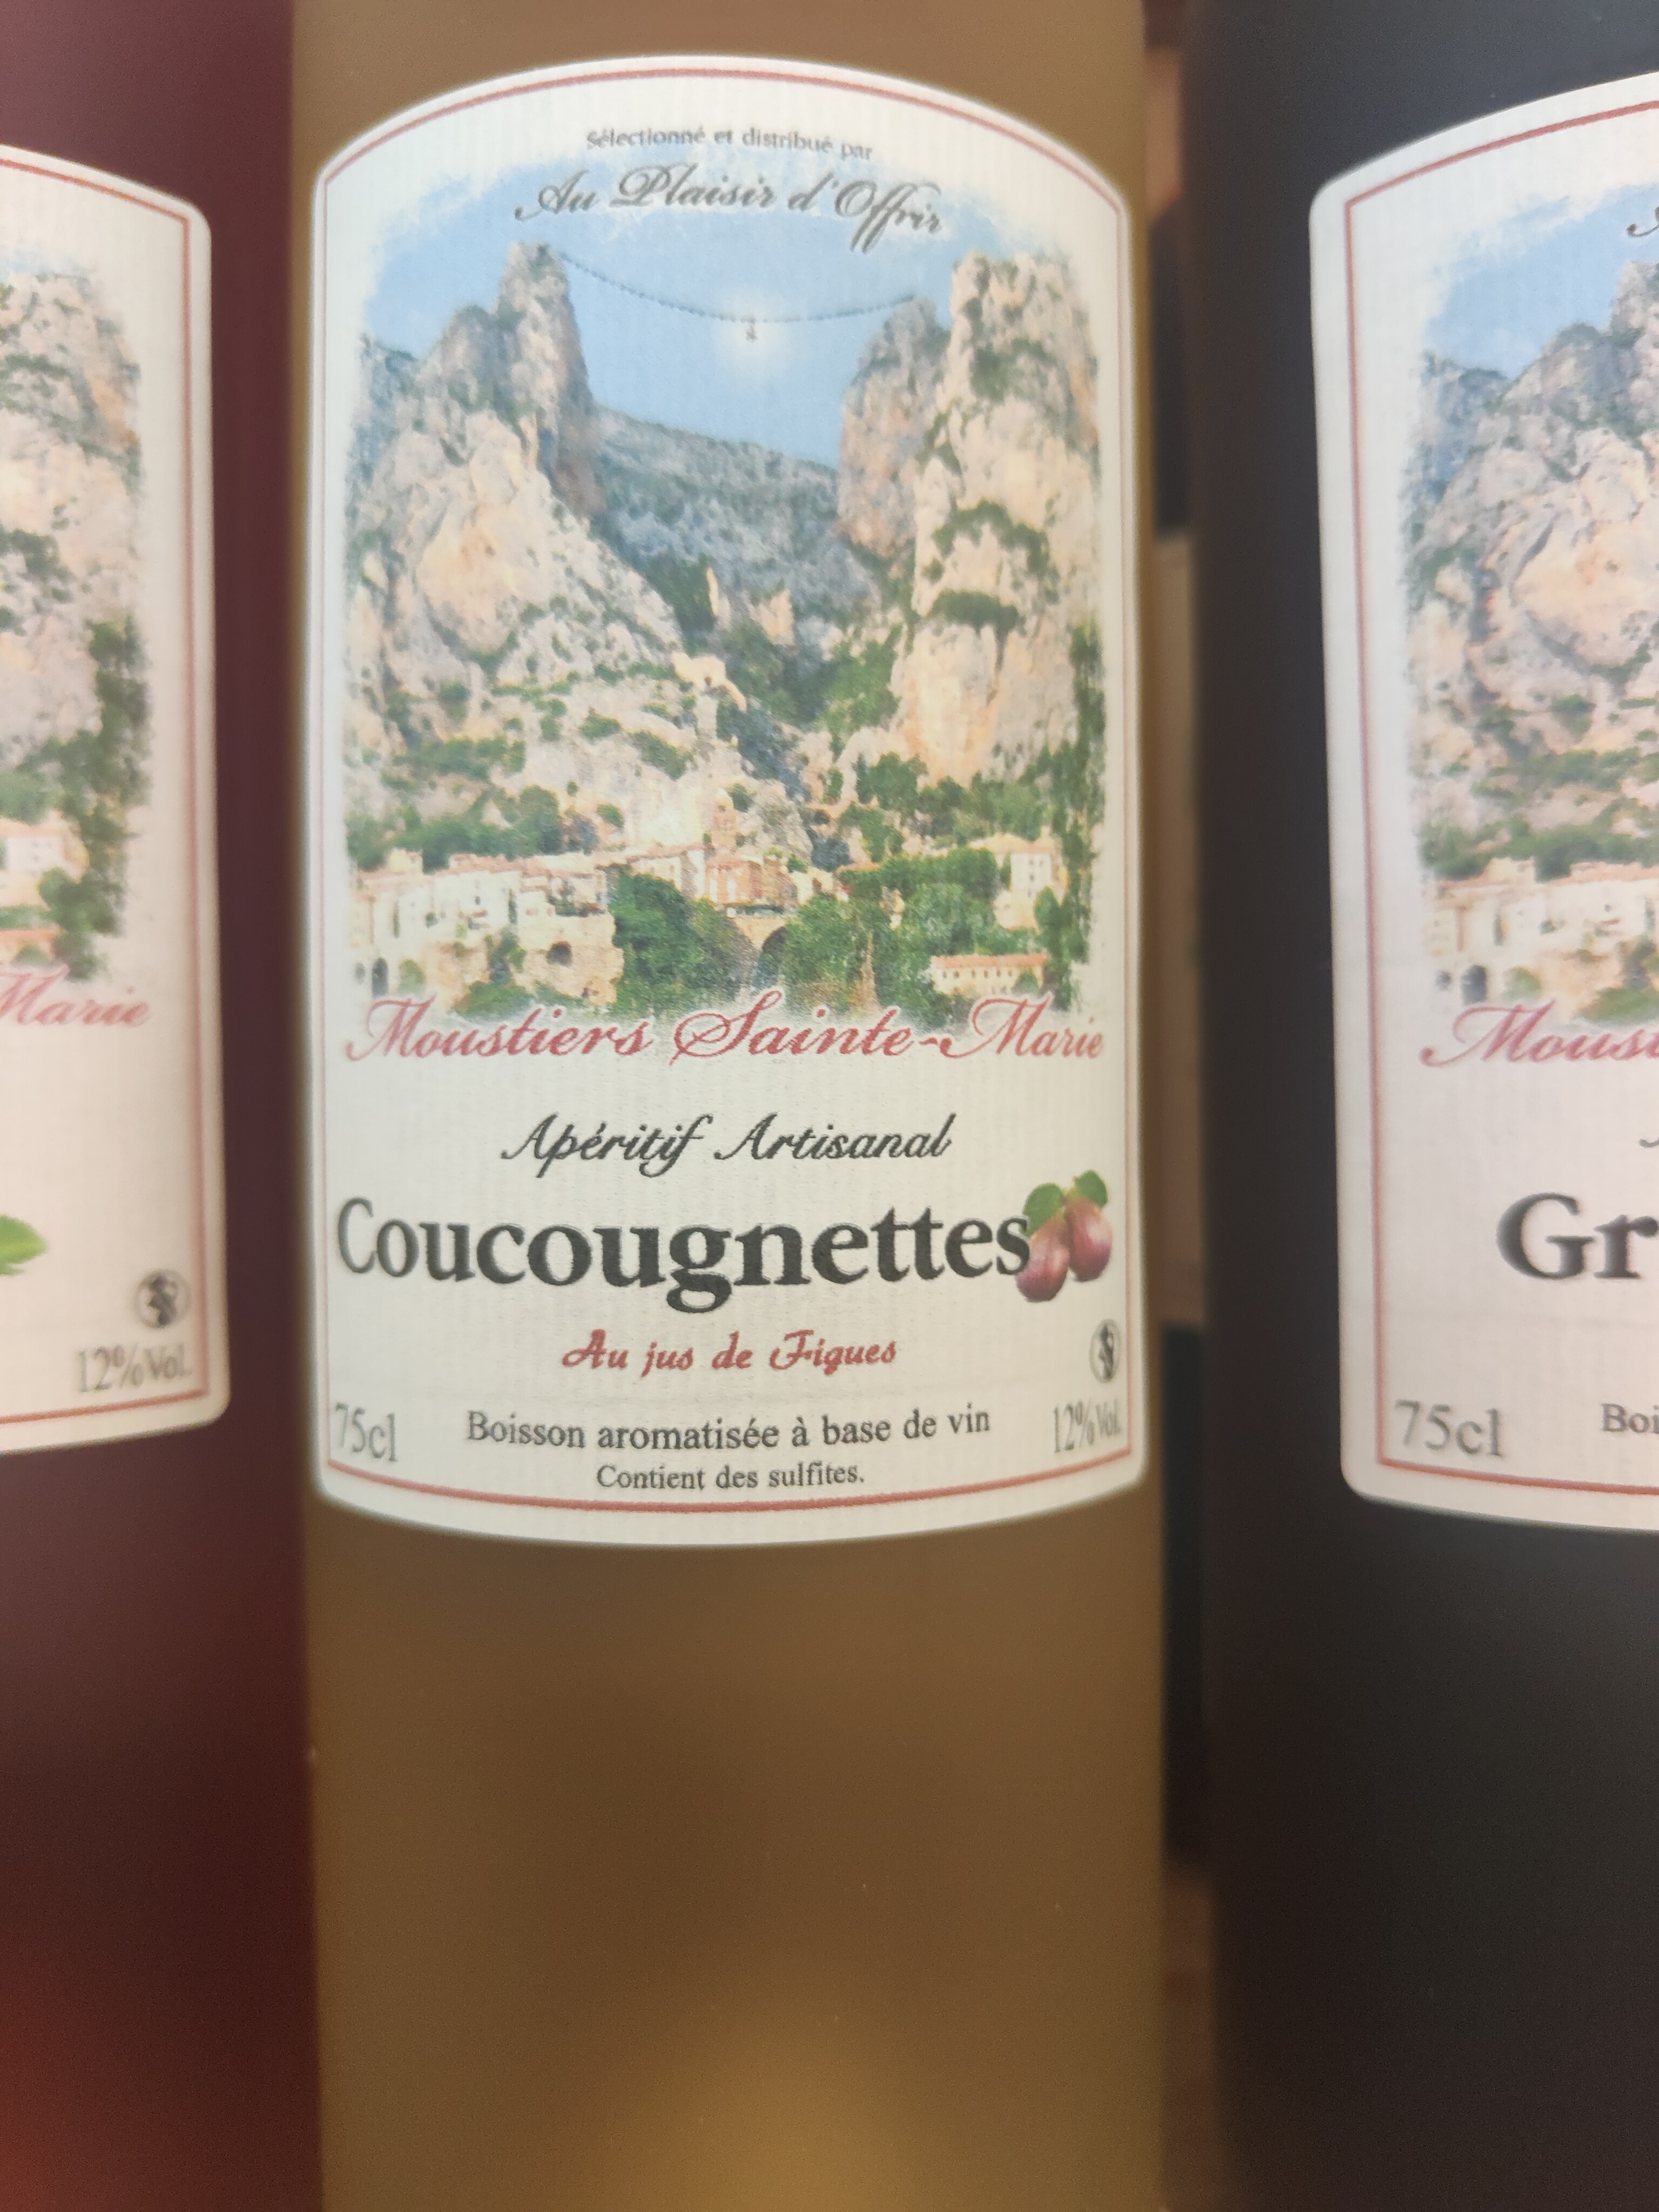 Sélectionné et distribué par
Au Plaisir d'Offrir
Moustiers Sainte-Marie
Apéritif Artisanal
Coucougnettes
Au jus de Figues
75cl
Boisson aromatisée à base de vin
12%Vol.
Contient des sulfites.
Marie
12%Vol.
Moust
Gr
75cl
Boi